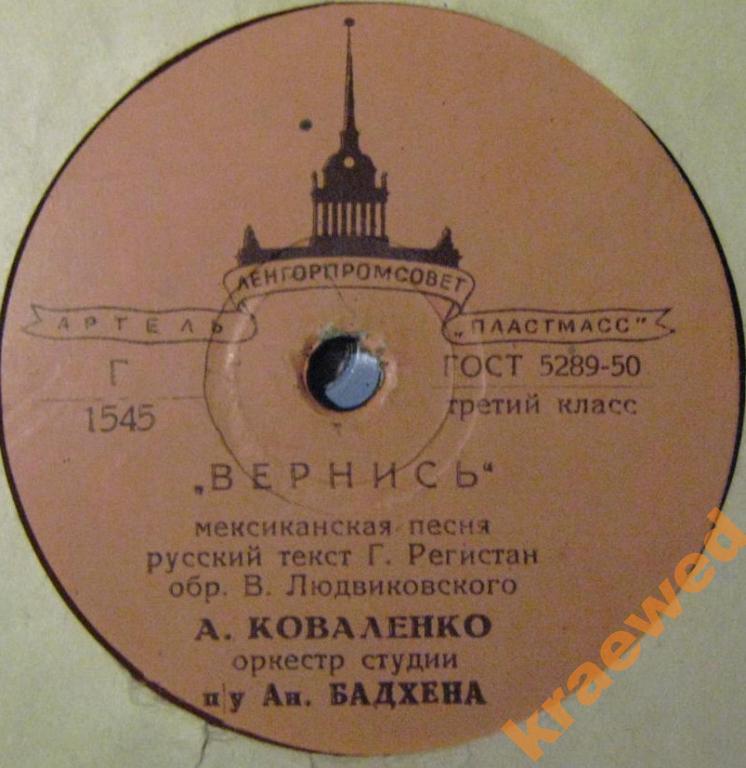 ЛЕНГОРПРОМСОВЕТ
АРТЕЛЬ „ПЛАСТМАСС"
Г
1545
ГОСТ 5289-50
третий класс
„ВЕРНИСЬ"
мексиканская песня
русский текст Г. Регистан
обр. В. Людвиковского
А. КОВАЛЕНКО
оркестр студии
п/у Ан. БАДХЕНА
kraewed